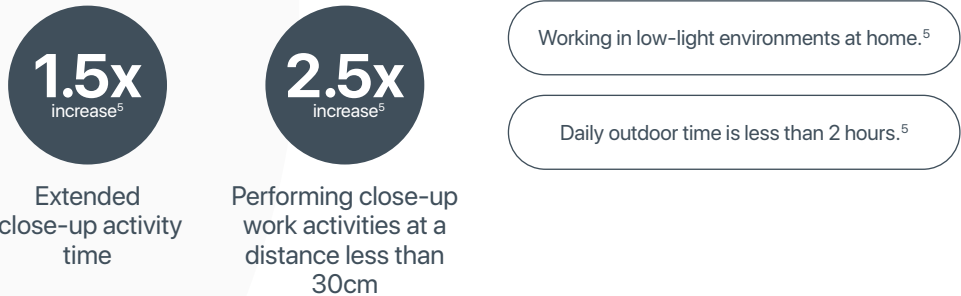 1.5x
increase⁵
Extended
close-up activity
time
2.5x
increase⁵
Performing close-up
work activities at a
distance less than
30cm
Working in low-light environments at home.⁵
Daily outdoor time is less than 2 hours.⁵